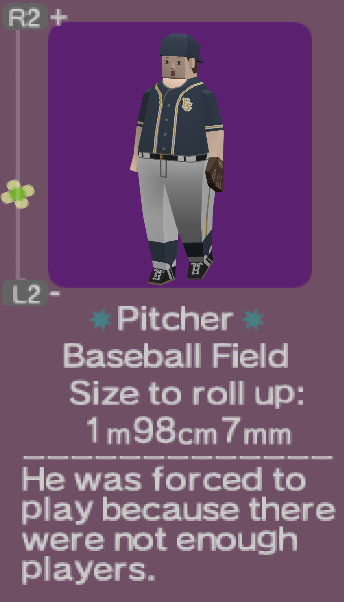 R2 +
L2 -
Pitcher
Baseball Field
Size to roll up:
1m98cm7mm
He was forced to
play because there
were not enough
players.